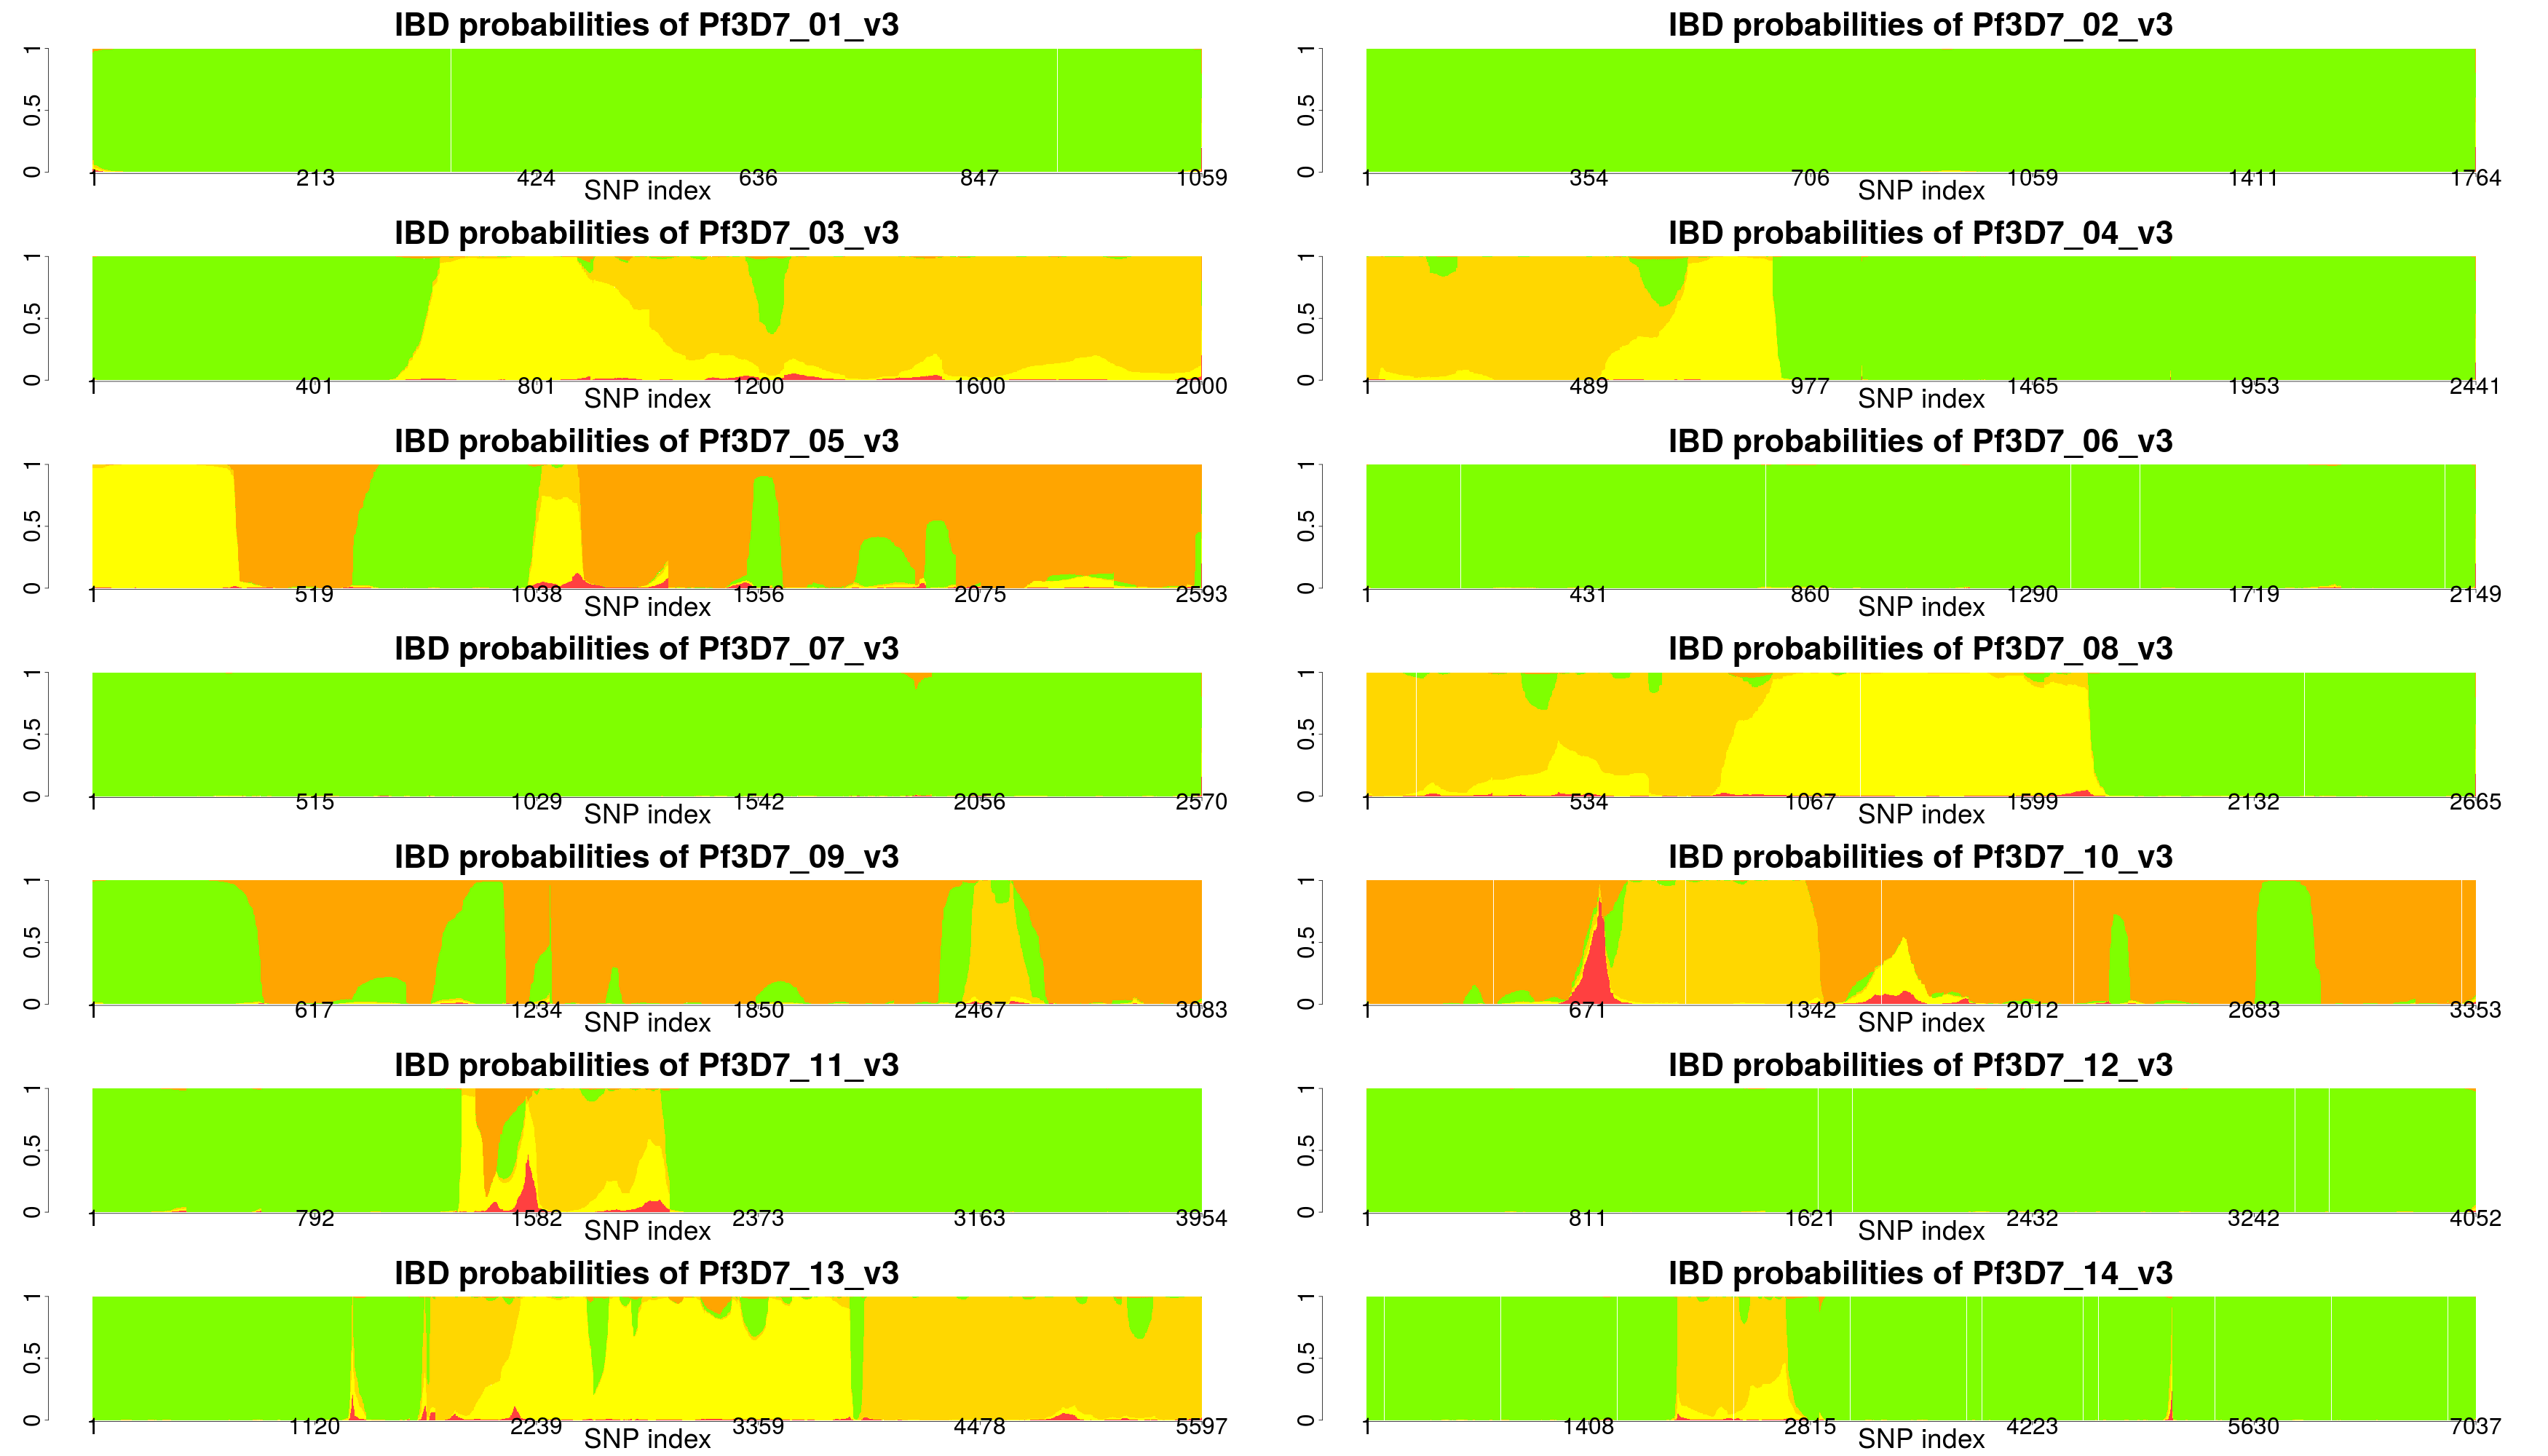 IBD probabilities of Pf3D7_01_v3
0 0.5 1
1 213 424 636 847 1059
SNP index
IBD probabilities of Pf3D7_02_v3
0 0.5 1
1 354 706 1059 1411 1764
SNP index
IBD probabilities of Pf3D7_03_v3
0 0.5 1
1 401 801 1200 1600 2000
SNP index
IBD probabilities of Pf3D7_04_v3
0 0.5 1
1 489 977 1465 1953 2441
SNP index
IBD probabilities of Pf3D7_05_v3
0 0.5 1
1 519 1038 1556 2075 2593
SNP index
IBD probabilities of Pf3D7_06_v3
0 0.5 1
1 431 860 1290 1719 2149
SNP index
IBD probabilities of Pf3D7_07_v3
0 0.5 1
1 515 1029 1542 2056 2570
SNP index
IBD probabilities of Pf3D7_08_v3
0 0.5 1
1 534 1067 1599 2132 2665
SNP index
IBD probabilities of Pf3D7_09_v3
0 0.5 1
1 617 1234 1850 2467 3083
SNP index
IBD probabilities of Pf3D7_10_v3
0 0.5 1
1 671 1342 2012 2683 3353
SNP index
IBD probabilities of Pf3D7_11_v3
0 0.5 1
1 792 1582 2373 3163 3954
SNP index
IBD probabilities of Pf3D7_12_v3
0 0.5 1
1 811 1621 2432 3242 4052
SNP index
IBD probabilities of Pf3D7_13_v3
0 0.5 1
1 1120 2239 3359 4478 5597
SNP index
IBD probabilities of Pf3D7_14_v3
0 0.5 1
1 1408 2815 4223 5630 7037
SNP index